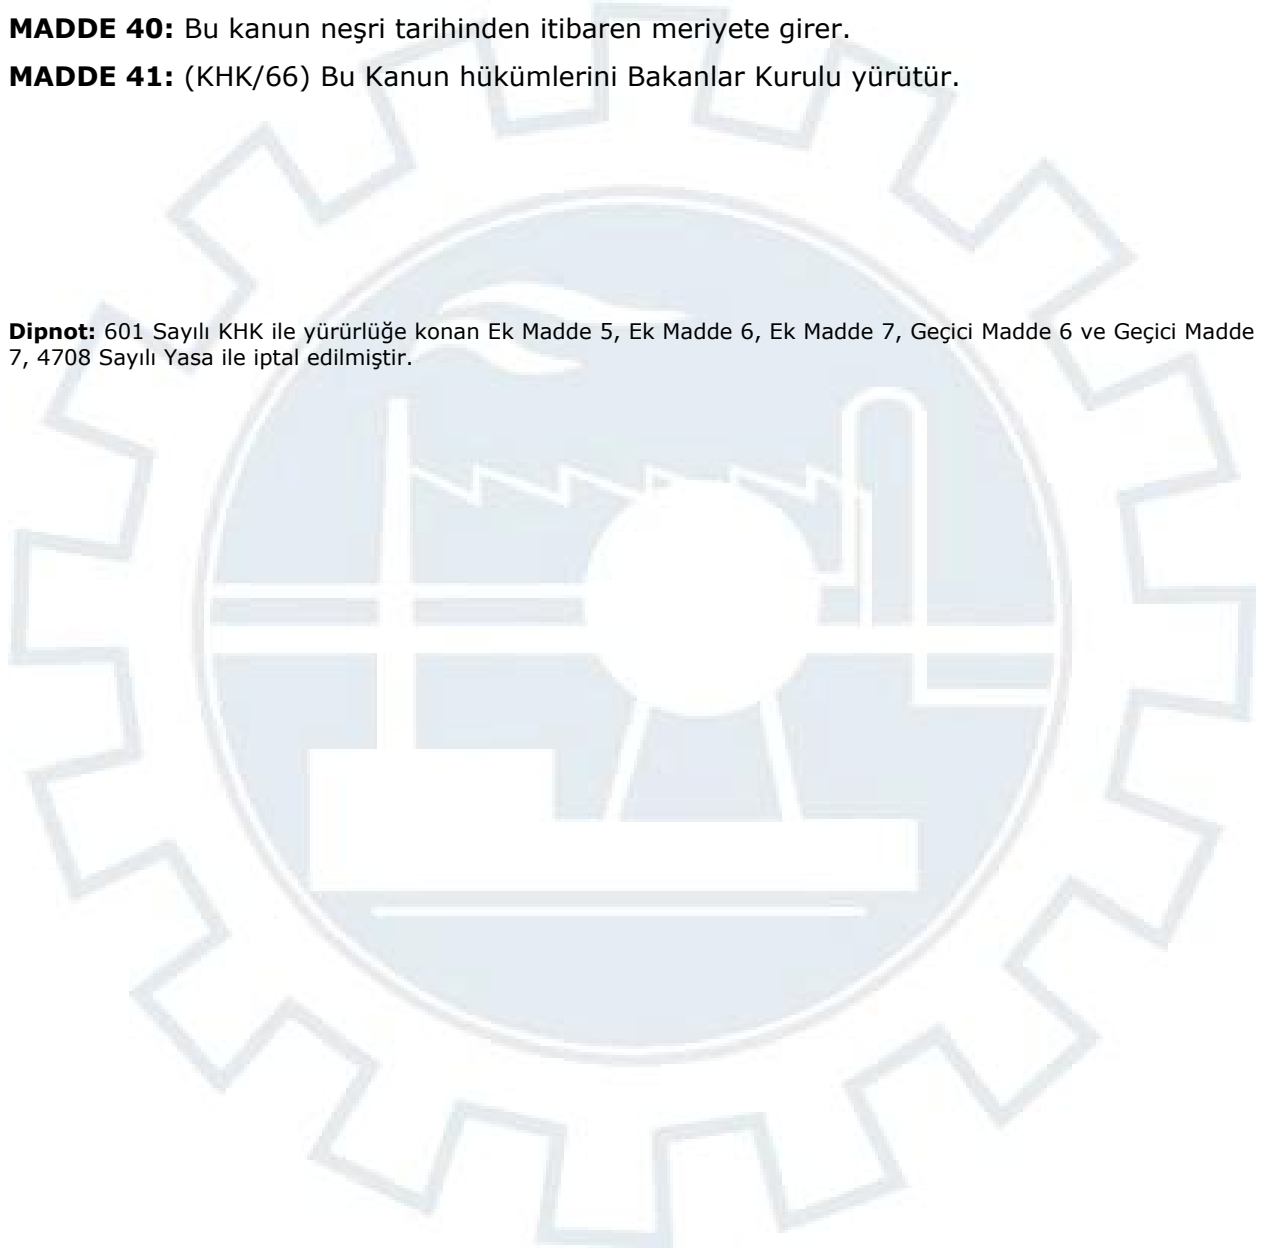 MADDE 40: Bu kanun neşri tarihinden itibaren meriyete girer.
MADDE 41: (KHK/66) Bu Kanun hükümlerini Bakanlar Kurulu yürütür.
Dipnot: 601 Sayılı KHK ile yürürlüğe konan Ek Madde 5, Ek Madde 6, Ek Madde 7, Geçici Madde 6 ve Geçici Madde
7, 4708 Sayılı Yasa ile iptal edilmiştir.